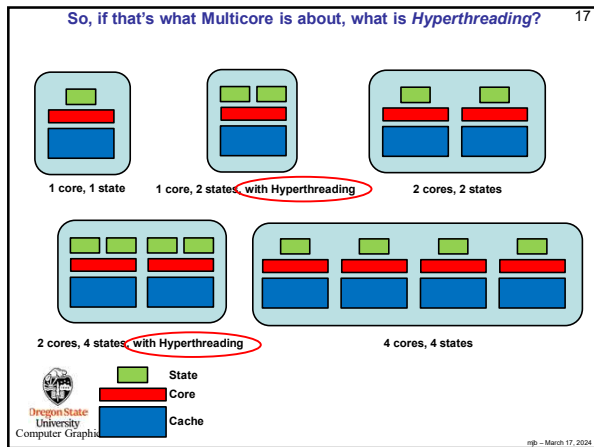 So, if that's what Multicore is about, what is Hyperthreading?
17
1 core, 1 state
1 core, 2 states, with Hyperthreading
2 cores, 2 states
2 cores, 4 states, with Hyperthreading
4 cores, 4 states
State
Core
Cache
Oregon State
University
Computer Graphi
mjb – March 17, 2024